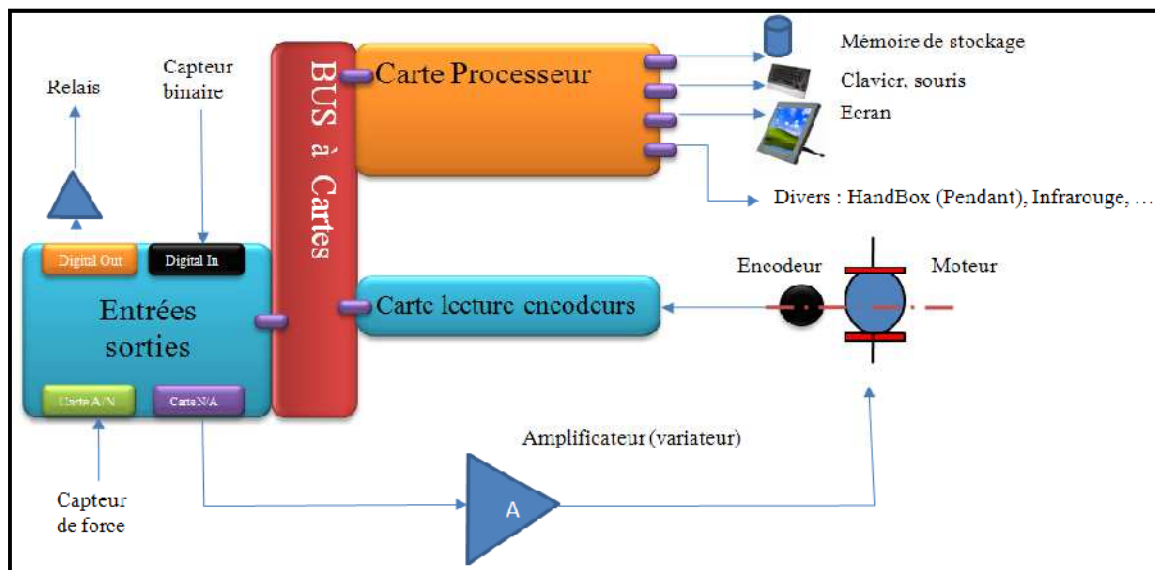 Mémoire de stockage
Capteur
binaire
Relais
BUS à Cartes
Carte Processeur
Clavier, souris
Ecran
Divers : HandBox (Pendant), Infrarouge, …
Digital Out
Digital In
Entrées
sorties
Carte A/N
Carte N/A
Carte lecture encodeurs
Encodeur
Moteur
Amplificateur (variateur)
A
Capteur
de force